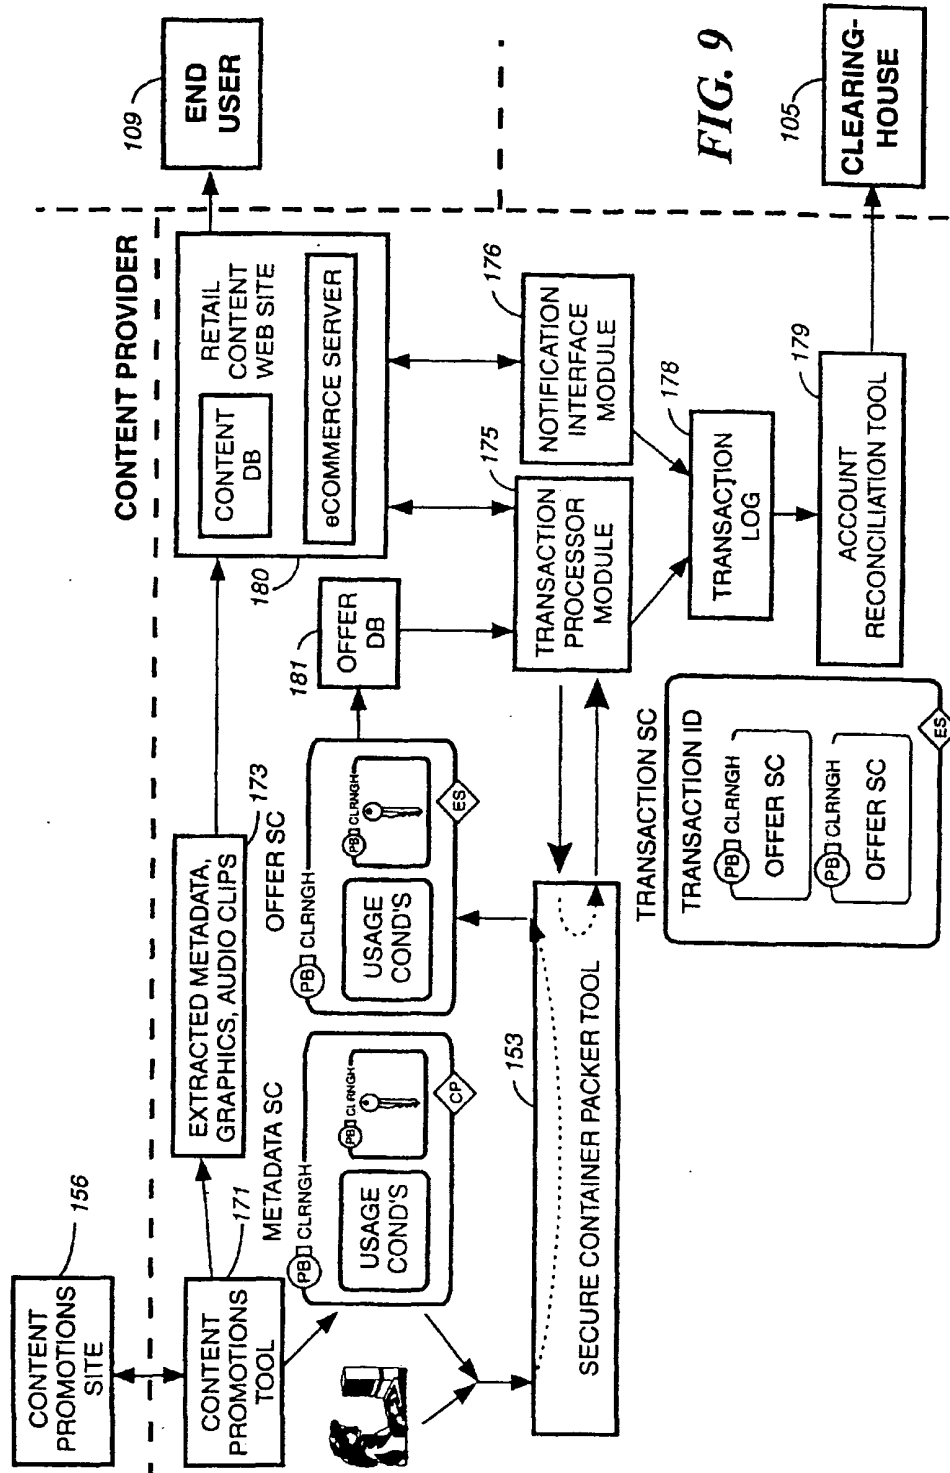 CONTENT
PROMOTIONS
SITE
156
CONTENT PROVIDER
109
END
USER
CONTENT
PROMOTIONS
TOOL
171
EXTRACTED METADATA,
GRAPHICS, AUDIO CLIPS
173
180
CONTENT
DB
RETAIL
CONTENT
WEB SITE
eCOMMERCE SERVER
METADATA SC
PB CLRNGH
USAGE
COND'S
PB CLRNGH
CP
OFFER SC
PB CLRNGH
USAGE
COND'S
PB CLRNGH
ES
181
OFFER
DB
153
SECURE CONTAINER PACKER TOOL
175
TRANSACTION
PROCESSOR
MODULE
176
NOTIFICATION
INTERFACE
MODULE
178
TRANSACTION
LOG
TRANSACTION SC
TRANSACTION ID
PB CLRNGH
OFFER SC
PB CLRNGH
OFFER SC
ES
179
ACCOUNT
RECONCILIATION TOOL
105
CLEARING-
HOUSE
FIG. 9